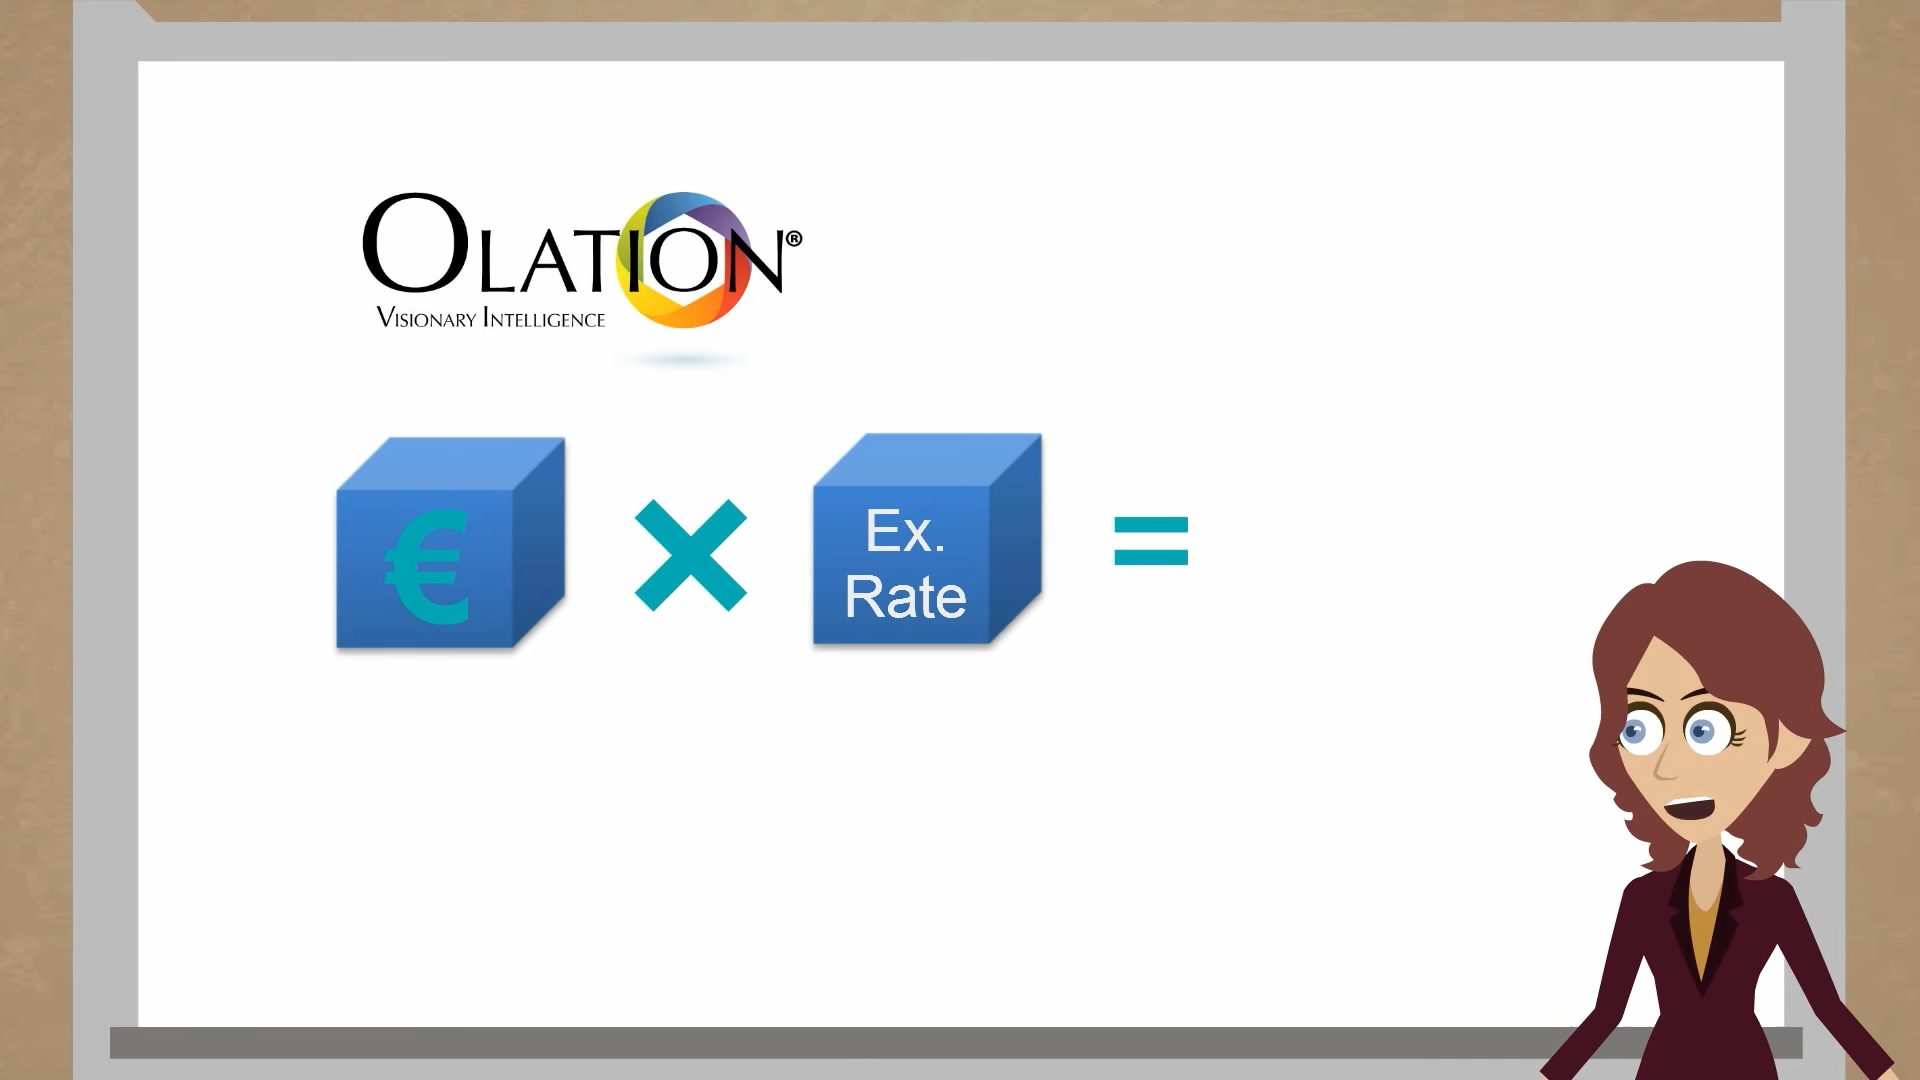 OLATION®
VISIONARY INTELLIGENCE
€ × Ex. Rate =